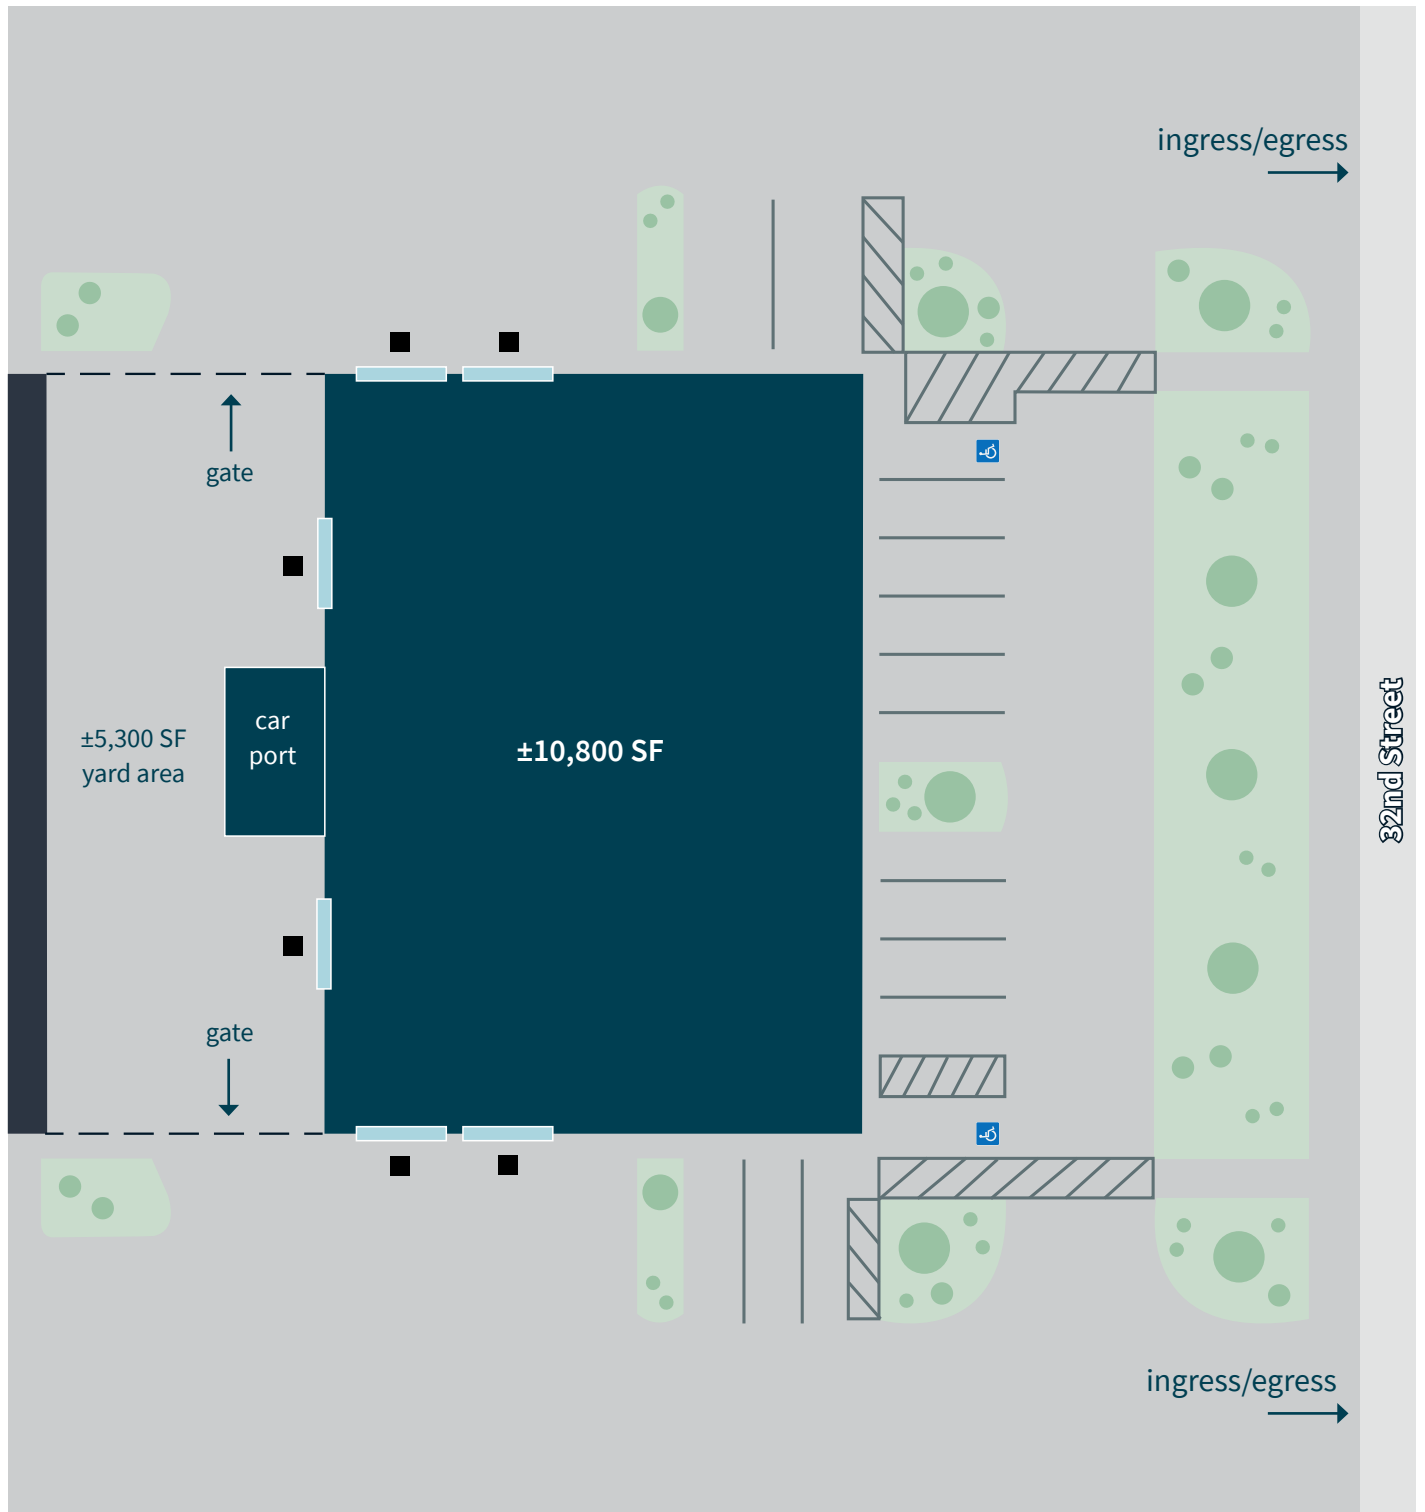 ingress/egress
gate
±5,300 SF
yard area
car
port
±10,800 SF
32nd Street
gate
ingress/egress